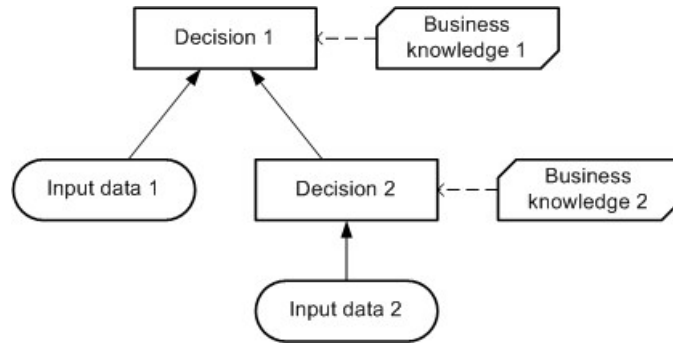 Decision 1
Business
knowledge 1
Input data 1
Decision 2
Business
knowledge 2
Input data 2